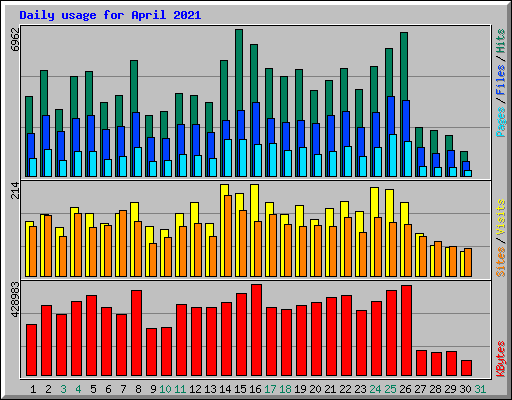 Daily usage for April 2021
6962
Pages / Files / Hits
214
Sites / Visits
428983
KBytes
1 2 3 4 5 6 7 8 9 10 11 12 13 14 15 16 17 18 19 20 21 22 23 24 25 26 27 28 29 30 31